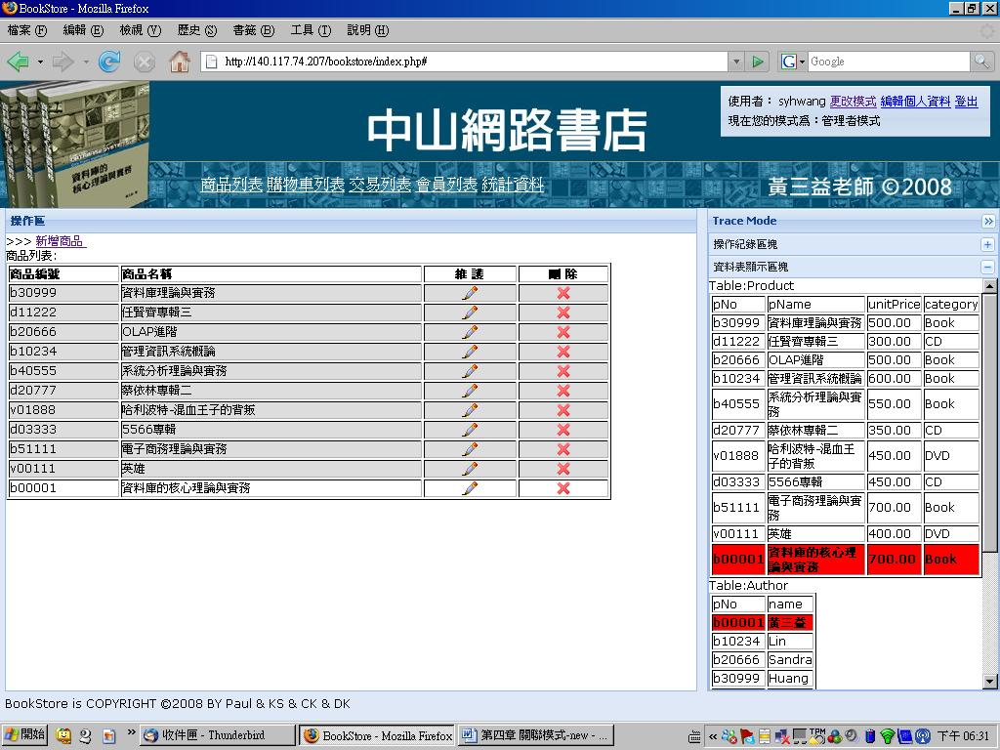 BookStore - Mozilla Firefox
檔案 (F) 編輯 (E) 檢視 (V) 歷史 (S) 書籤 (B) 工具 (T) 說明 (H)
http://140.117.74.207/bookstore/index.php#
G Google
資料庫的
核心理論與實務
中山網路書店
使用者： syhwang 更改模式 編輯個人資料 登出
現在您的模式為：管理者模式
商品列表 購物車列表 交易列表 會員列表 統計資料
黃三益老師 ©2008
操作區
>>> 新增商品
商品列表:
商品編號 商品名稱 維 護 刪 除
b30999 資料庫理論與實務
d11222 任賢齊專輯三
b20666 OLAP進階
b10234 管理資訊系統概論
b40555 系統分析理論與實務
d20777 蔡依林專輯二
v01888 哈利波特-混血王子的背叛
d03333 5566專輯
b51111 電子商務理論與實務
v00111 英雄
b00001 資料庫的核心理論與實務
Trace Mode
操作紀錄區塊
資料表顯示區塊
Table:Product
pNo pName unitPrice category
b30999 資料庫理論與實務 500.00 Book
d11222 任賢齊專輯三 300.00 CD
b20666 OLAP進階 500.00 Book
b10234 管理資訊系統概論 600.00 Book
b40555 系統分析理論與實
務 550.00 Book
d20777 蔡依林專輯二 350.00 CD
v01888 哈利波特-混血王
子的背叛 450.00 DVD
d03333 5566專輯 450.00 CD
b51111 電子商務理論與實
務 700.00 Book
v00111 英雄 400.00 DVD
b00001 資料庫的核心理
論與實務 700.00 Book
Table:Author
pNo name
b00001 黃三益
b10234 Lin
b20666 Sandra
b30999 Huang
BookStore is COPYRIGHT ©2008 BY Paul & KS & CK & DK
開始 收件匣 - Thunderbird BookStore - Mozilla Firefox 第四章 關聯模式-new - ... TPM 下午 06:31